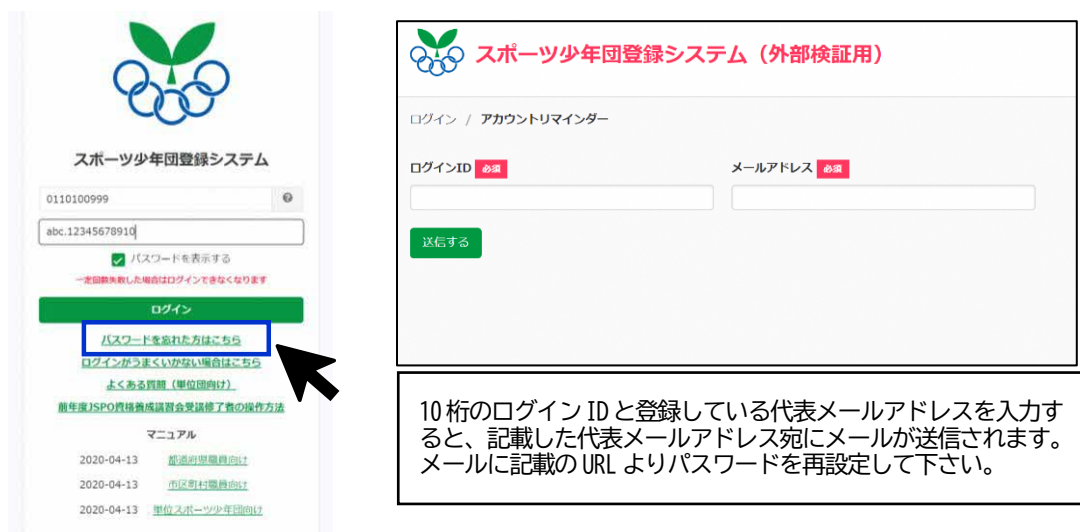 スポーツ少年団登録システム
0110100999
abc.12345678910
パスワードを表示する
一定回数失敗した場合はログインできなくなります
ログイン
パスワードを忘れた方はこちら
ログインがうまくいかない場合はこちら
よくある質問（単位団向け）
前年度JSPO資格養成講習会受講修了者の操作方法
マニュアル
2020-04-13 都道府県職員向け
2020-04-13 市区町村職員向け
2020-04-13 単位スポーツ少年団向け
スポーツ少年団登録システム（外部検証用）
ログイン / アカウントリマインダー
ログインID 必須
メールアドレス 必須
送信する
10桁のログインIDと登録している代表メールアドレスを入力す
ると、記載した代表メールアドレス宛にメールが送信されます。
メールに記載のURLよりパスワードを再設定して下さい。